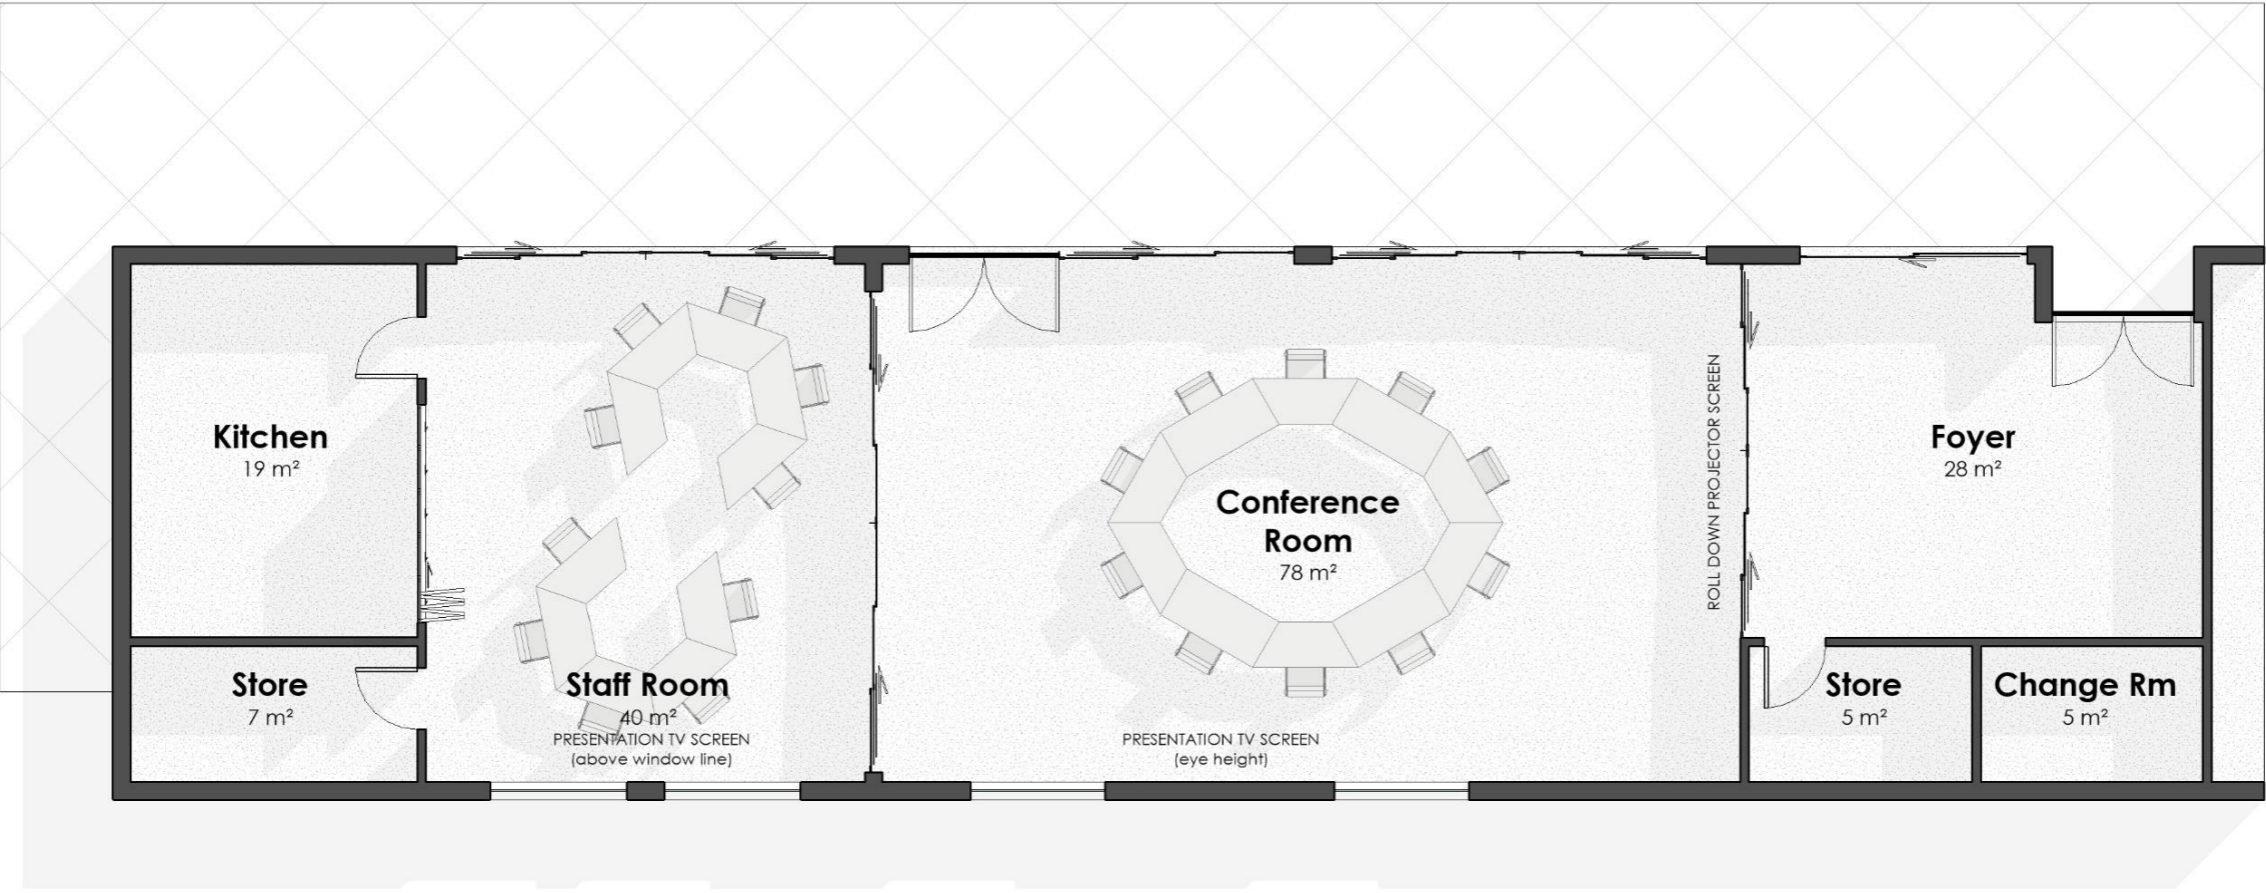 Kitchen
19 m²
Store
7 m²
Staff Room
40 m²
PRESENTATION TV SCREEN
(above window line)
Conference
Room
78 m²
PRESENTATION TV SCREEN
(eye height)
ROLL DOWN PROJECTOR SCREEN
Foyer
28 m²
Store
5 m²
Change Rm
5 m²